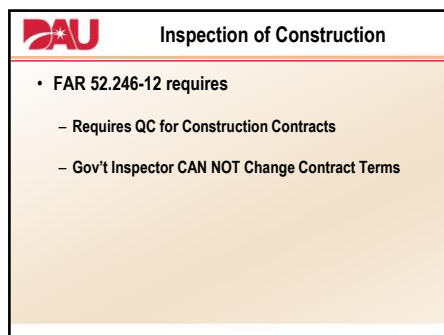 DAU
Inspection of Construction
• FAR 52.246-12 requires
– Requires QC for Construction Contracts
– Gov't Inspector CAN NOT Change Contract Terms